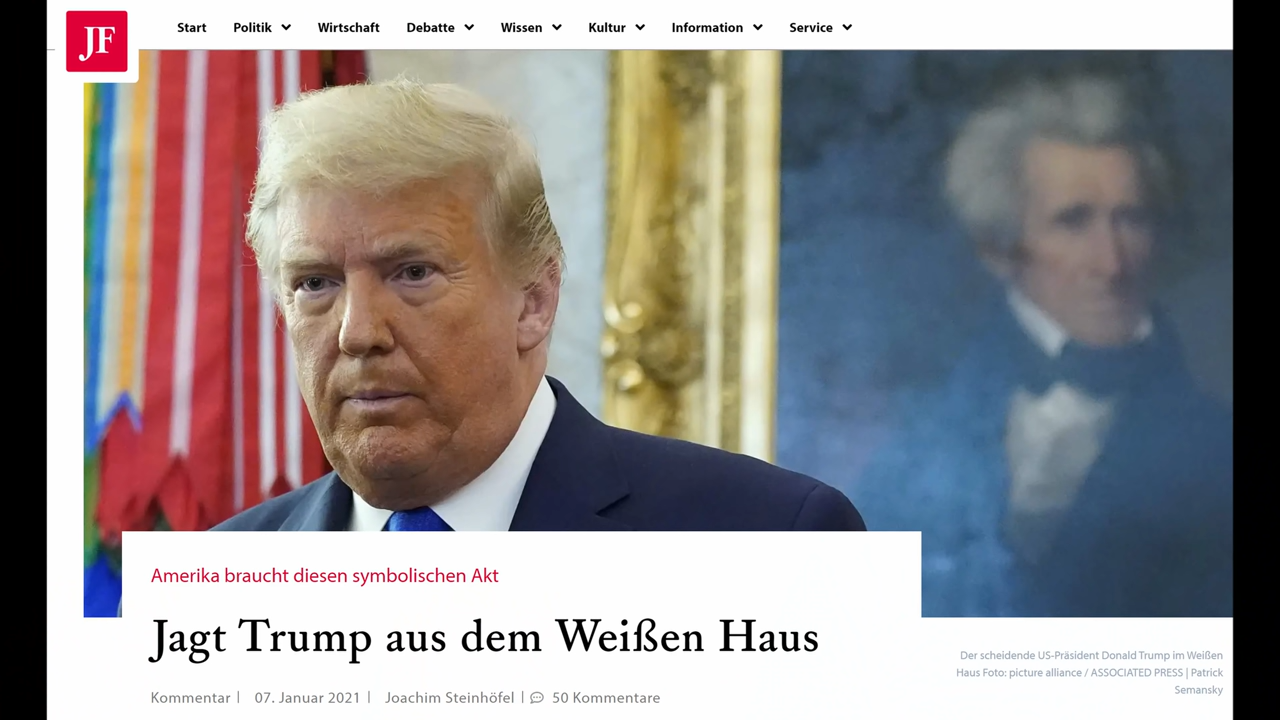 JF
Start Politik Wirtschaft Debatte Wissen Kultur Information Service
Amerika braucht diesen symbolischen Akt
Jagt Trump aus dem Weißen Haus
Kommentar | 07. Januar 2021 | Joachim Steinhöfel | 50 Kommentare
Der scheidende US-Präsident Donald Trump im Weißen
Haus Foto: picture alliance / ASSOCIATED PRESS | Patrick
Semansky